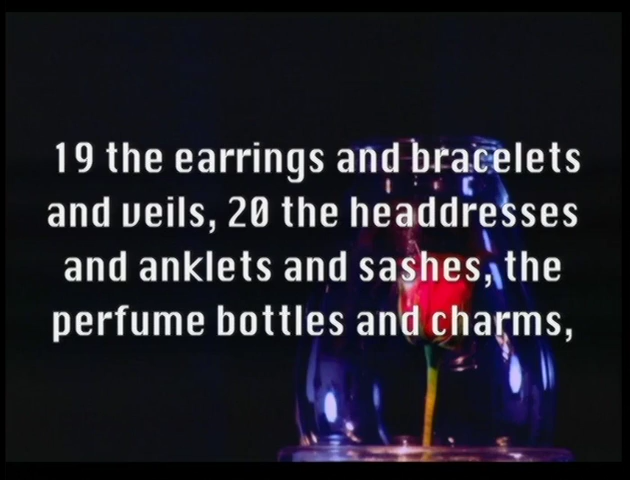 19 the earrings and bracelets
and veils, 20 the headdresses
and anklets and sashes, the
perfume bottles and charms,